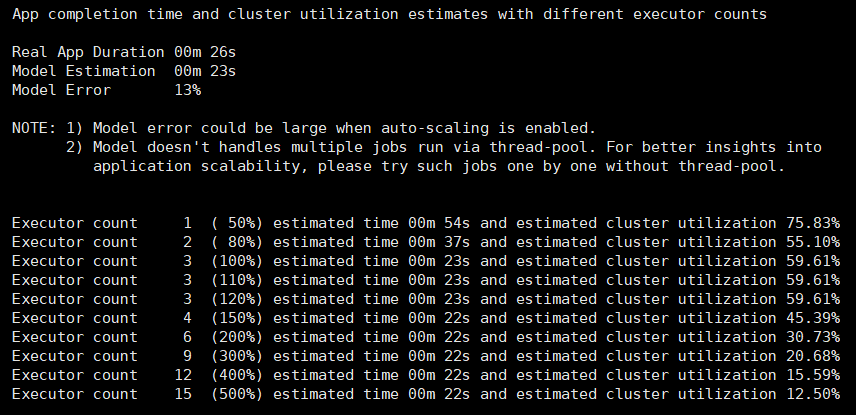 App completion time and cluster utilization estimates with different executor counts
Real App Duration 00m 26s
Model Estimation  00m 23s
Model Error       13%
NOTE: 1) Model error could be large when auto-scaling is enabled.
      2) Model doesn't handles multiple jobs run via thread-pool. For better insights into
         application scalability, please try such jobs one by one without thread-pool.
Executor count     1  ( 50%) estimated time 00m 54s and estimated cluster utilization 75.83%
Executor count     2  ( 80%) estimated time 00m 37s and estimated cluster utilization 55.10%
Executor count     3  (100%) estimated time 00m 23s and estimated cluster utilization 59.61%
Executor count     3  (110%) estimated time 00m 23s and estimated cluster utilization 59.61%
Executor count     3  (120%) estimated time 00m 23s and estimated cluster utilization 59.61%
Executor count     4  (150%) estimated time 00m 22s and estimated cluster utilization 45.39%
Executor count     6  (200%) estimated time 00m 22s and estimated cluster utilization 30.73%
Executor count     9  (300%) estimated time 00m 22s and estimated cluster utilization 20.68%
Executor count    12  (400%) estimated time 00m 22s and estimated cluster utilization 15.59%
Executor count    15  (500%) estimated time 00m 22s and estimated cluster utilization 12.50%